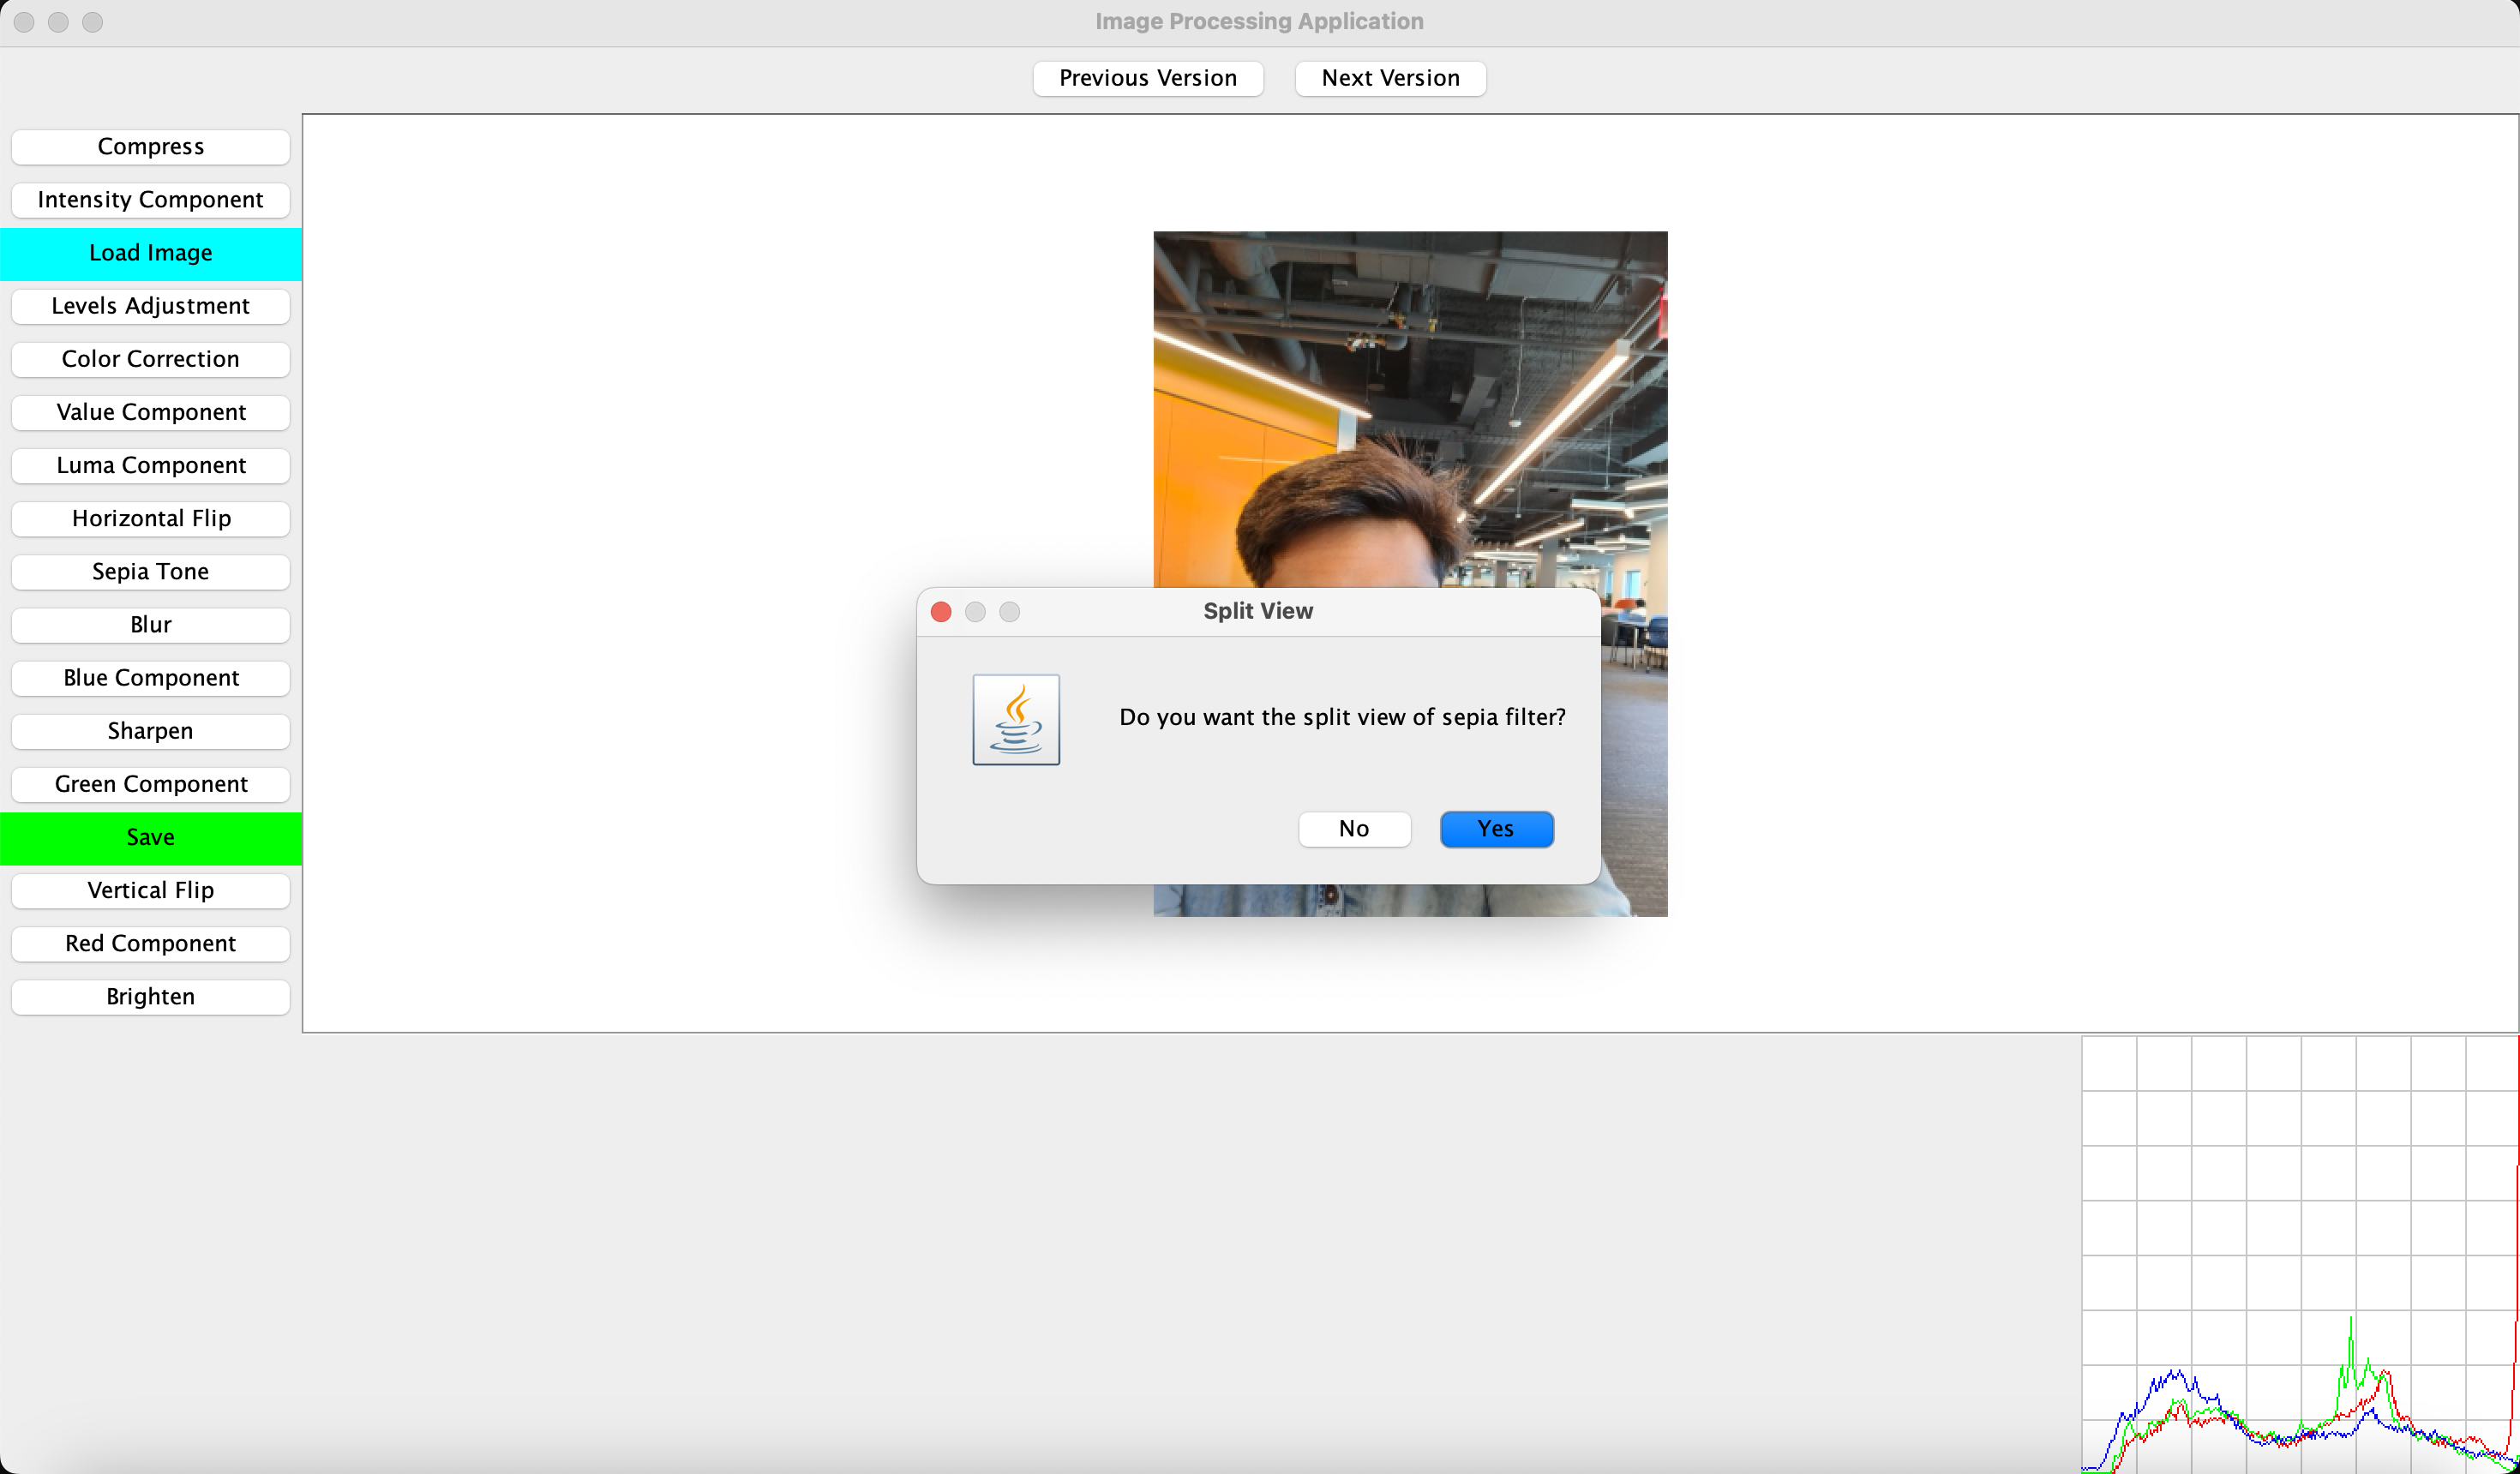 Image Processing Application
Previous Version
Next Version
Compress
Intensity Component
Load Image
Levels Adjustment
Color Correction
Value Component
Luma Component
Horizontal Flip
Sepia Tone
Blur
Blue Component
Sharpen
Green Component
Save
Vertical Flip
Red Component
Brighten
Split View
Do you want the split view of sepia filter?
No
Yes